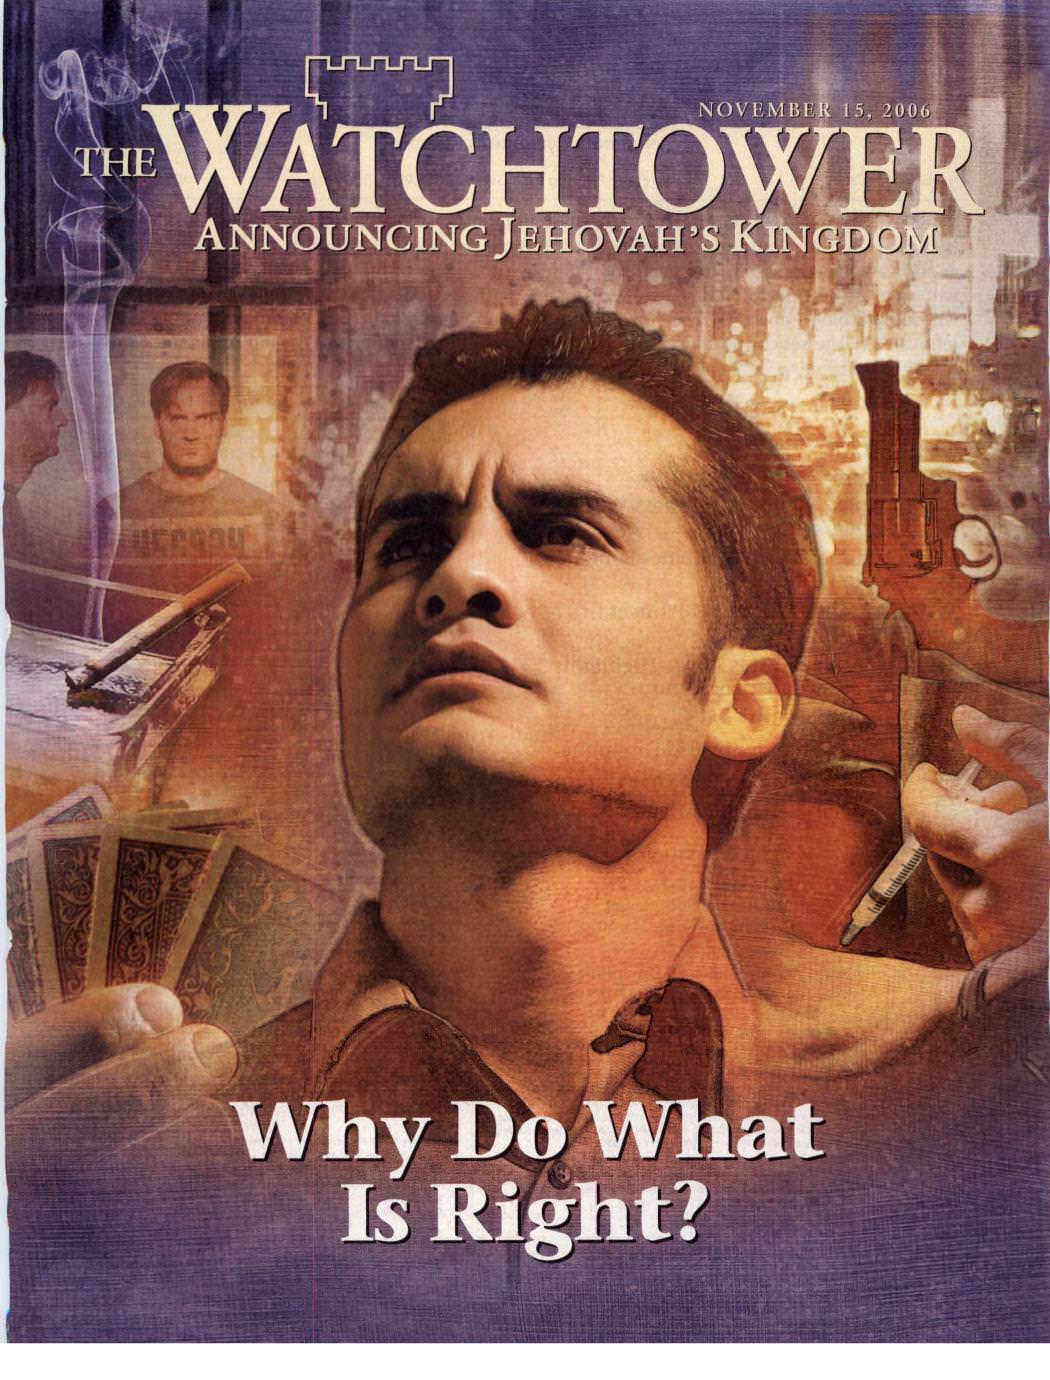 NOVEMBER 15, 2006
THE WATCHTOWER
ANNOUNCING JEHOVAH'S KINGDOM
Why Do What
Is Right?